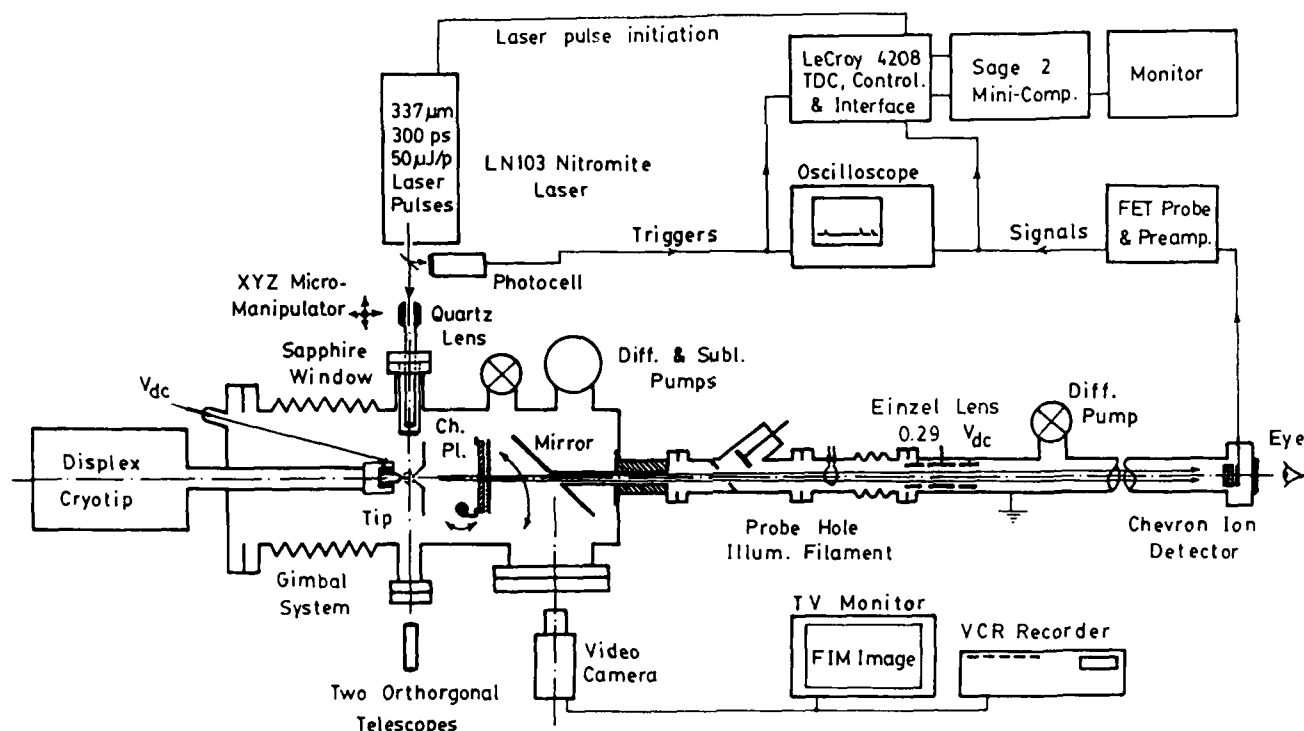 Laser pulse initiation
337 µm
300 ps
50µJ/p
Laser
Pulses
LN103 Nitromite
Laser
LeCroy 4208
TDC, Control.
& Interface
Sage 2
Mini-Comp.
Monitor
Oscilloscope
FET Probe
& Preamp.
Triggers
Signals
Photocell
XYZ Micro-
Manipulator
Quartz
Lens
Sapphire
Window
Diff. & Subl.
Pumps
Vdc
Ch.
Pl.
Mirror
Einzel Lens
0.29 Vdc
Diff.
Pump
Eye
Displex
Cryotip
Tip
Probe Hole
Illum. Filament
Chevron Ion
Detector
Gimbal
System
Two Orthorgonal
Telescopes
Video
Camera
TV Monitor
FIM Image
VCR Recorder